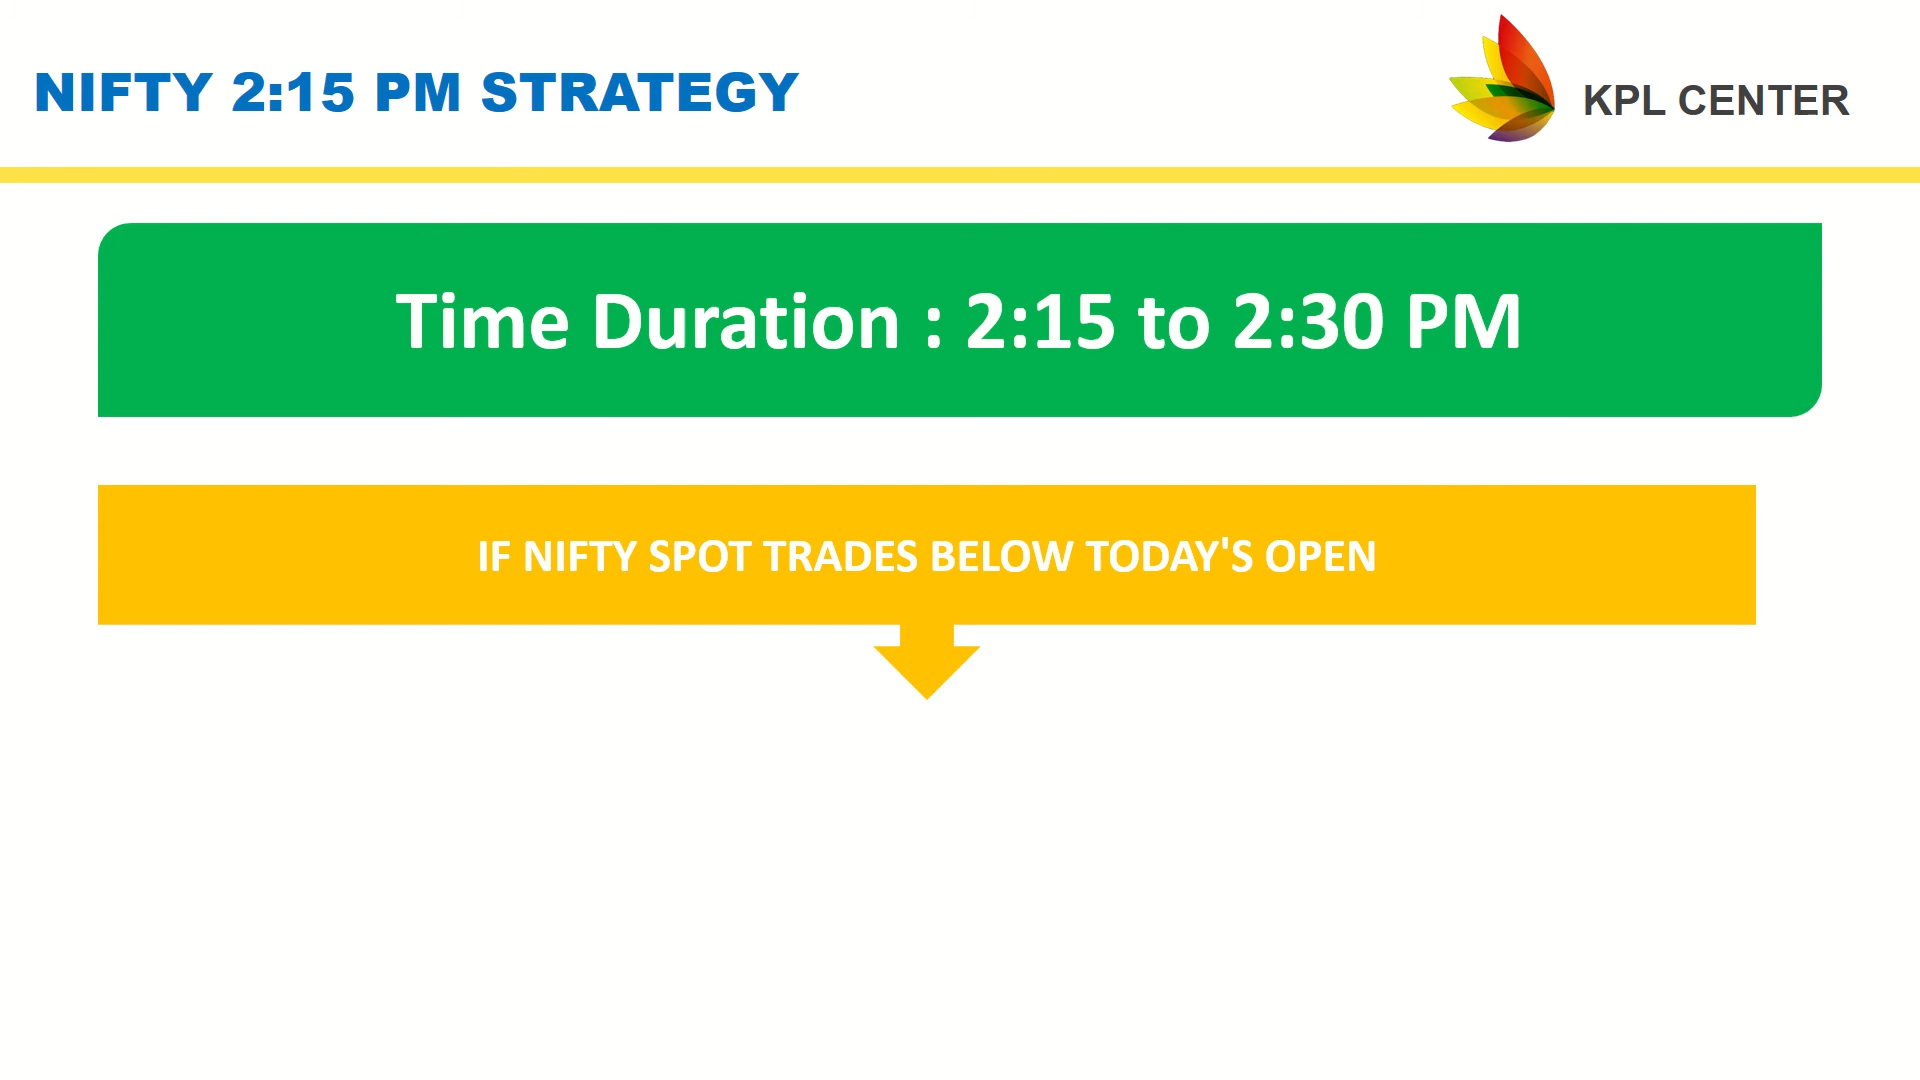 NIFTY 2:15 PM STRATEGY
KPL CENTER
Time Duration : 2:15 to 2:30 PM
IF NIFTY SPOT TRADES BELOW TODAY'S OPEN